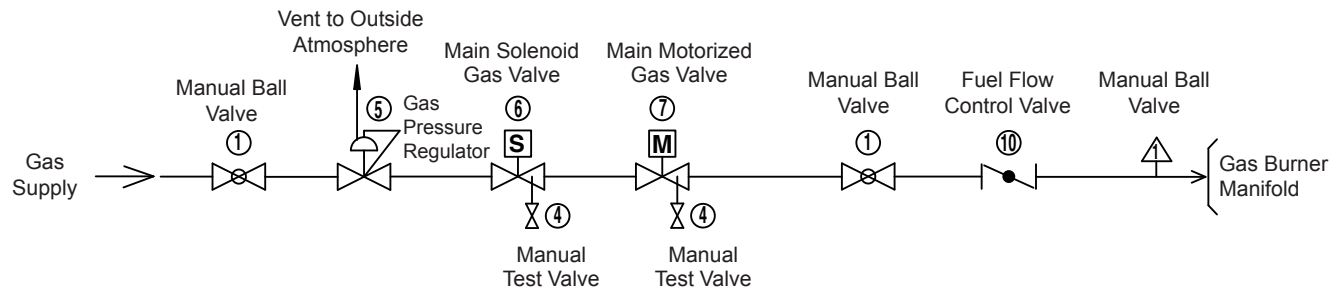 Vent to Outside
Atmosphere
Main Solenoid
Gas Valve
Main Motorized
Gas Valve
Manual Ball
Valve
①
⑤
Gas
Pressure
Regulator
⑥
S
⑦
M
Manual Ball
Valve
①
Fuel Flow
Control Valve
⑩
Manual Ball
Valve
1
Gas
Supply
Gas Burner
Manifold
④
④
Manual
Test Valve
Manual
Test Valve